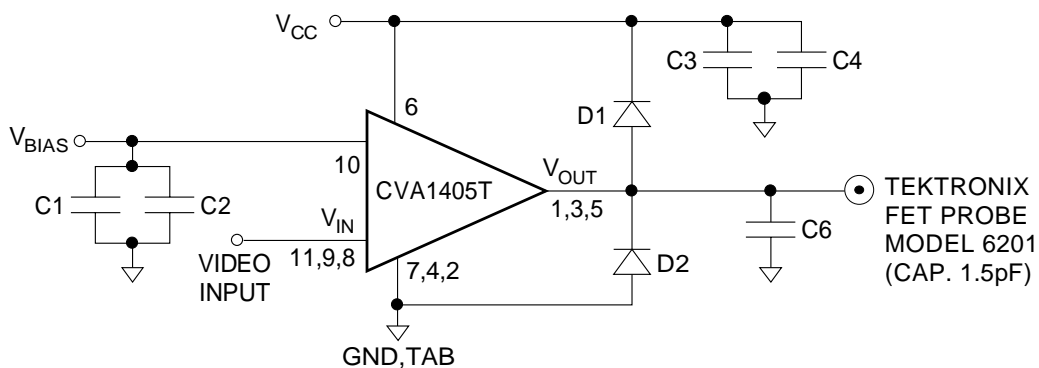 VCC
C3
C4
6
D1
VBIAS
10
CVA1405T
VOUT
C1
C2
1,3,5
TEKTRONIX
FET PROBE
MODEL 6201
(CAP. 1.5pF)
VIN
C6
11,9,8
VIDEO
INPUT
7,4,2
D2
GND,TAB